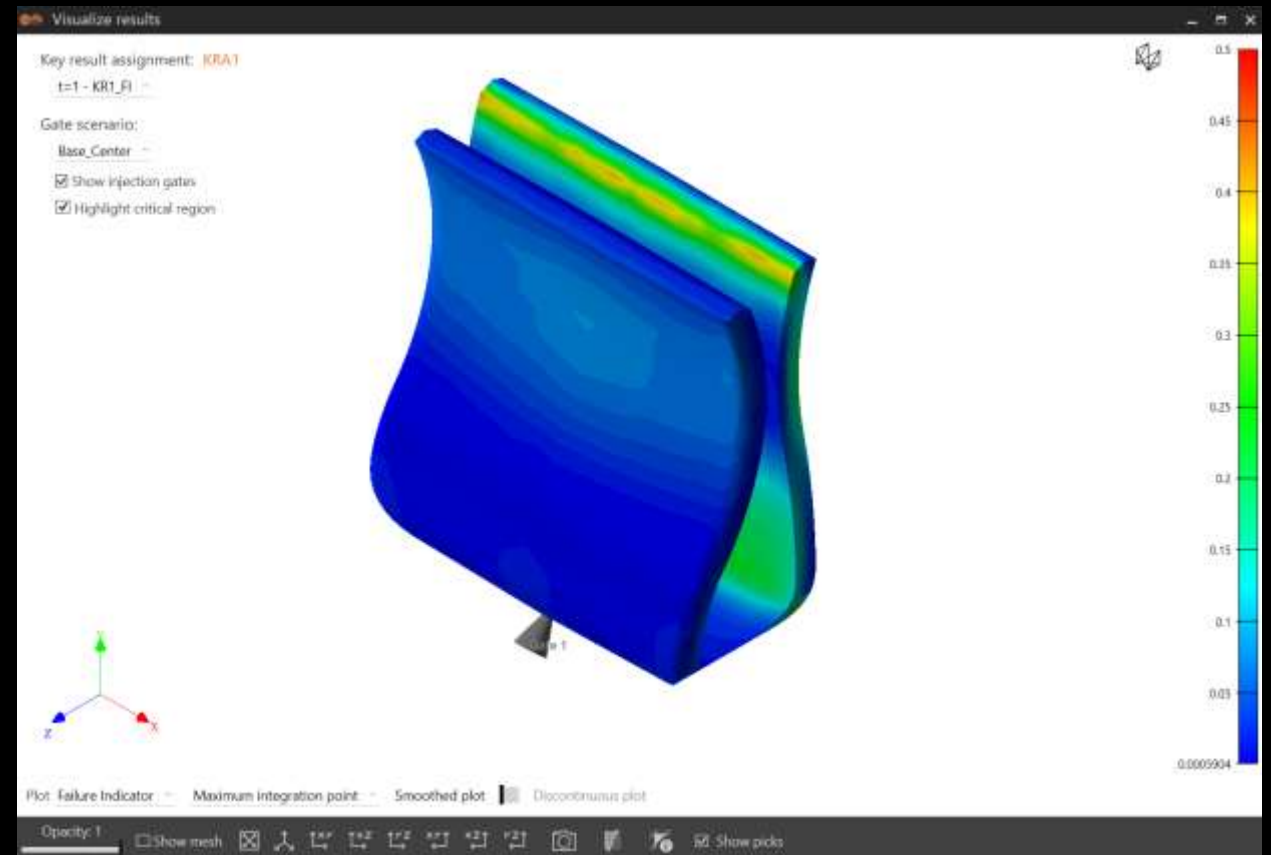 Visualize results
Key result assignment: KRA1
t=1 - KR1_FI
Gate scenario:
Base_Center
Show injection gates
Highlight critical region
0.5
0.45
0.4
0.35
0.3
0.25
0.2
0.15
0.1
0.05
0.0005904
Gate 1
Y
Z
X
Plot Failure Indicator Maximum integration point Smoothed plot Discontinuous plot
Opacity: 1 Show mesh Show picks